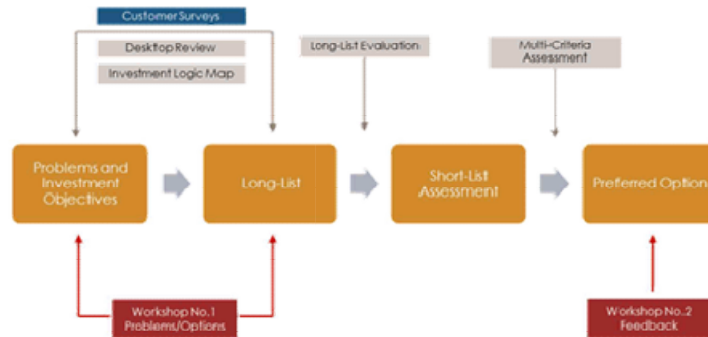 Customer Surveys
Desktop Review
Investment Logic Map
Long-List Evaluation
Multi-Criteria
Assessment
Problems and
Investment
Objectives
Long-List
Short-List
Assessment
Preferred Option
Workshop No.1
Problems/Options
Workshop No.2
Feedback